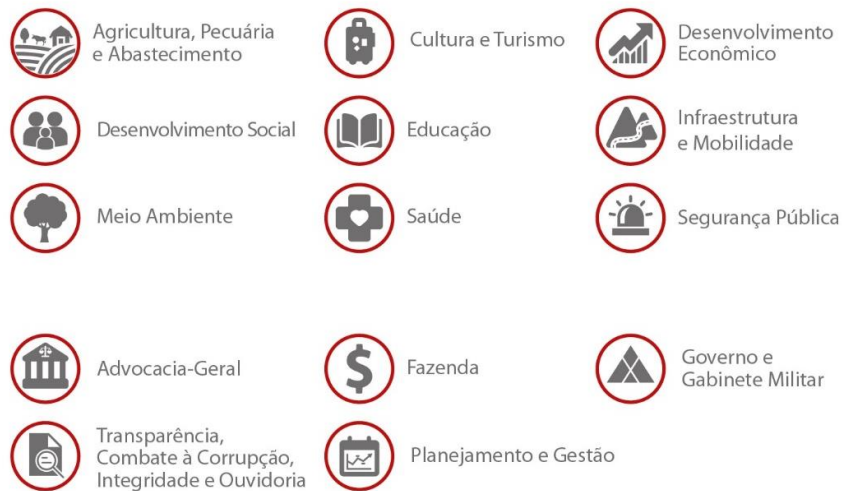 Agricultura, Pecuária
e Abastecimento
Cultura e Turismo
Desenvolvimento
Econômico
Desenvolvimento Social
Educação
Infraestrutura
e Mobilidade
Meio Ambiente
Saúde
Segurança Pública
Advocacia-Geral
Fazenda
Governo e
Gabinete Militar
Transparência,
Combate à Corrupção,
Integridade e Ouvidoria
Planejamento e Gestão